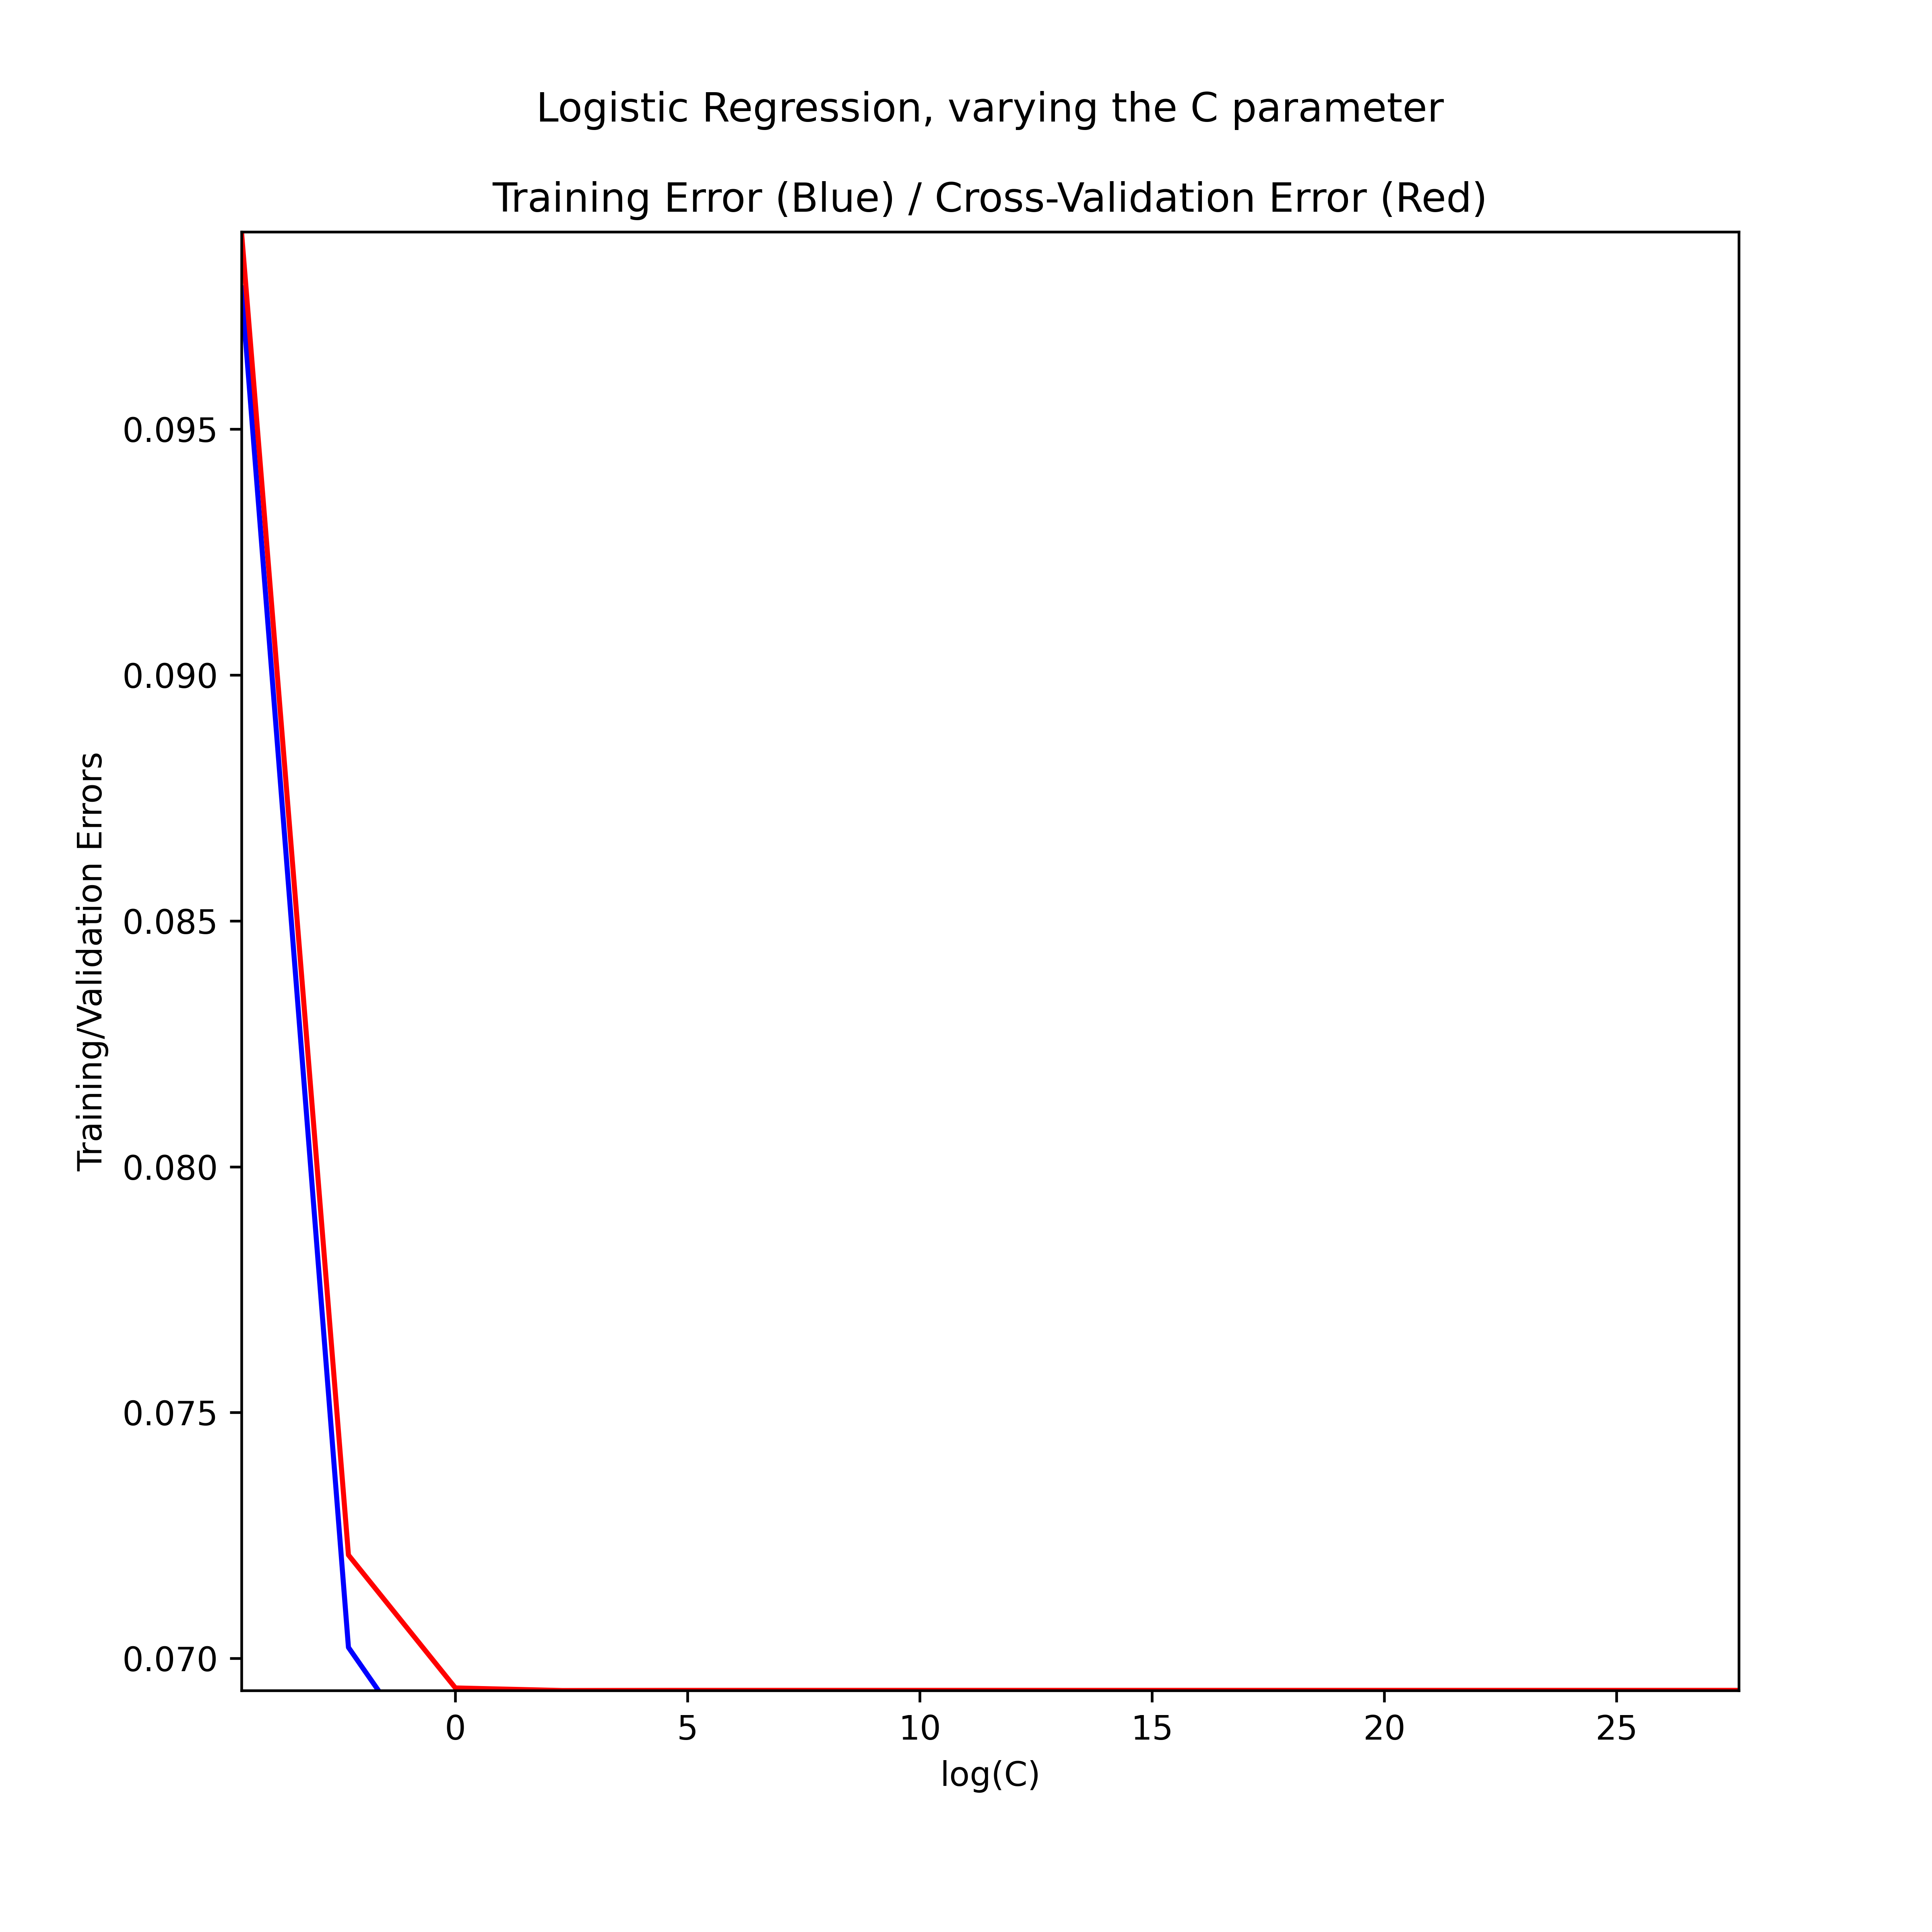 Logistic Regression, varying the C parameter
Training Error (Blue) / Cross-Validation Error (Red)
Training/Validation Errors
0.095
0.090
0.085
0.080
0.075
0.070
0 5 10 15 20 25
log(C)